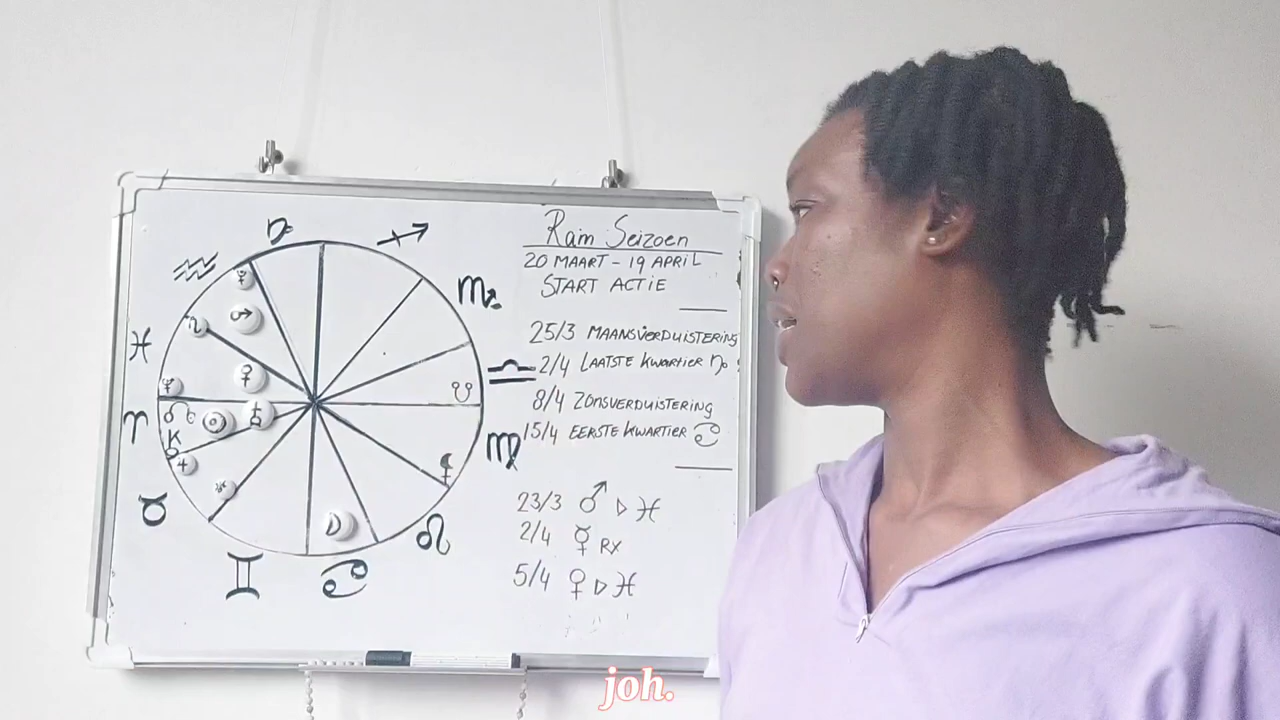 Ram Seizoen
20 MAART - 19 APRIL
START ACTIE
25/3 MAANSVERDUISTERING
2/4 LAATSTE KWARTIER ♑
8/4 ZONSVERDUISTERING
15/4 EERSTE KWARTIER ♋
23/3 ♂ ▷ ♓
2/4 ☿ RX
5/4 ♀ ▷ ♓
joh.